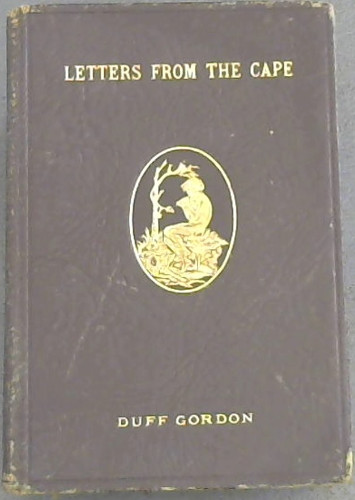 LETTERS FROM THE CAPE
DUFF GORDON